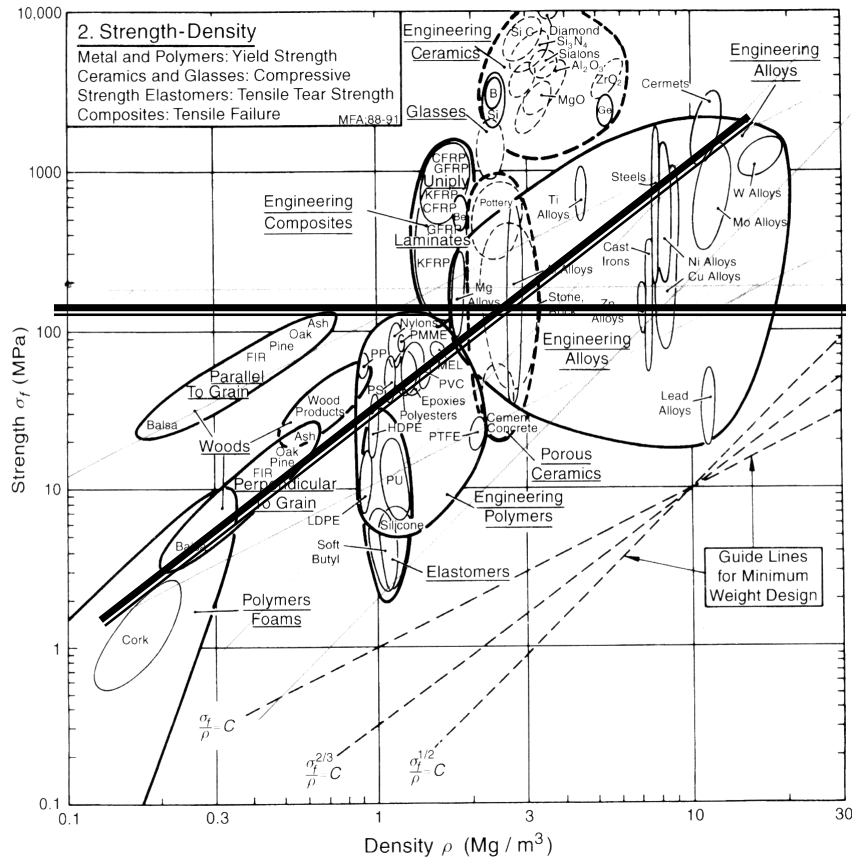 10,000
2. Strength-Density
Metal and Polymers: Yield Strength
Ceramics and Glasses: Compressive
Strength Elastomers: Tensile Tear Strength
Composites: Tensile Failure
MFA:88-91
Engineering
Ceramics
Si C
Diamond
Si3N4
Sialons
Al2O3
ZrO2
MgO
B
Si
Ge
Glasses
Cermets
Engineering
Alloys
1000
CFRP
GFRP
Uniply
KFRP
CFRP
Be
GFRP
Laminates
KFRP
Engineering
Composites
Pottery
Ti
Alloys
Steels
W Alloys
Mo Alloys
Cast
Irons
Ni Alloys
Cu Alloys
Mg
Alloys
Alloys
Stone,
Zn
Alloys
100
Engineering
Alloys
Ash
Oak
Pine
FIR
Parallel
To Grain
Balsa
Wood
Products
Woods
Nylons
PMME
PP
MEL
PS
PVC
Epoxies
Polyesters
HDPE
PTFE
Cement
Concrete
Porous
Ceramics
Lead
Alloys
Ash
Oak
Pine
FIR
Perpendicular
To Grain
Balsa
10
PU
LDPE
Silicone
Engineering
Polymers
Soft
Butyl
Elastomers
Guide Lines
for Minimum
Weight Design
Polymers
Foams
Cork
1
σf/ρ = C
σf^2/3/ρ = C
σf^1/2/ρ = C
0.1
Strength σf (MPa)
0.1 0.3 1 3 10 30
Density ρ (Mg / m³)